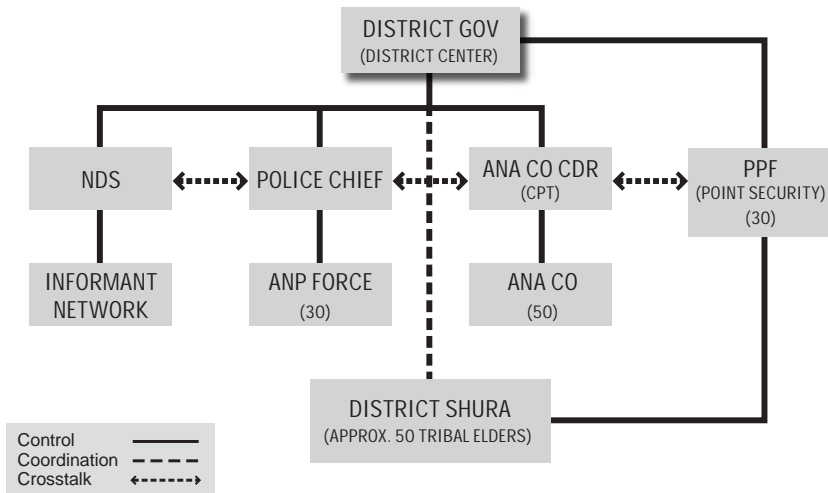 DISTRICT GOV
(DISTRICT CENTER)
NDS
POLICE CHIEF
ANA CO CDR
(CPT)
PPF
(POINT SECURITY)
(30)
INFORMANT
NETWORK
ANP FORCE
(30)
ANA CO
(50)
DISTRICT SHURA
(APPROX. 50 TRIBAL ELDERS)
Control
Coordination
Crosstalk